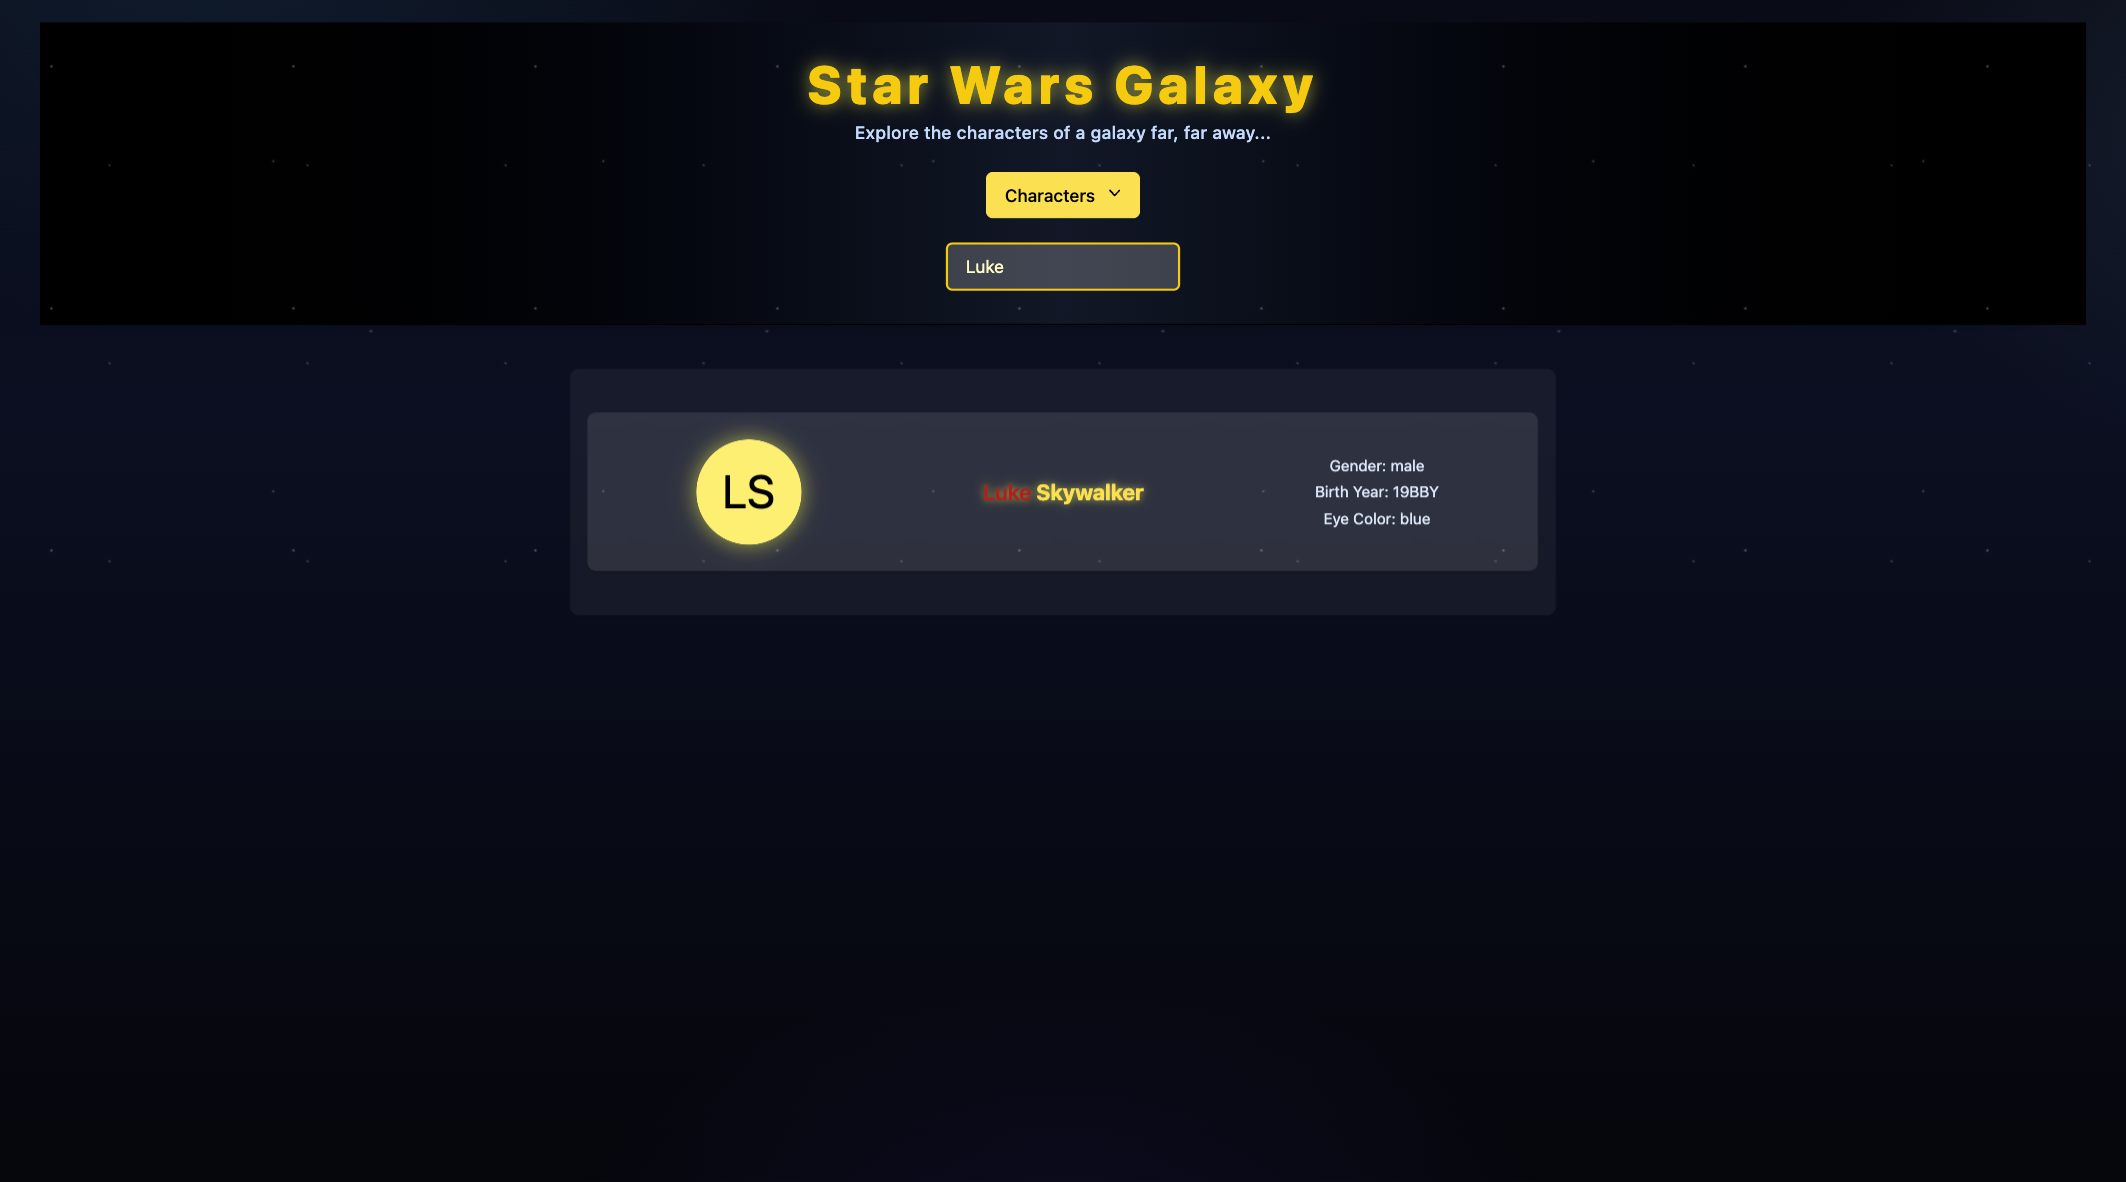 Star Wars Galaxy
Explore the characters of a galaxy far, far away...
Characters
Luke
LS
Luke Skywalker
Gender: male
Birth Year: 19BBY
Eye Color: blue